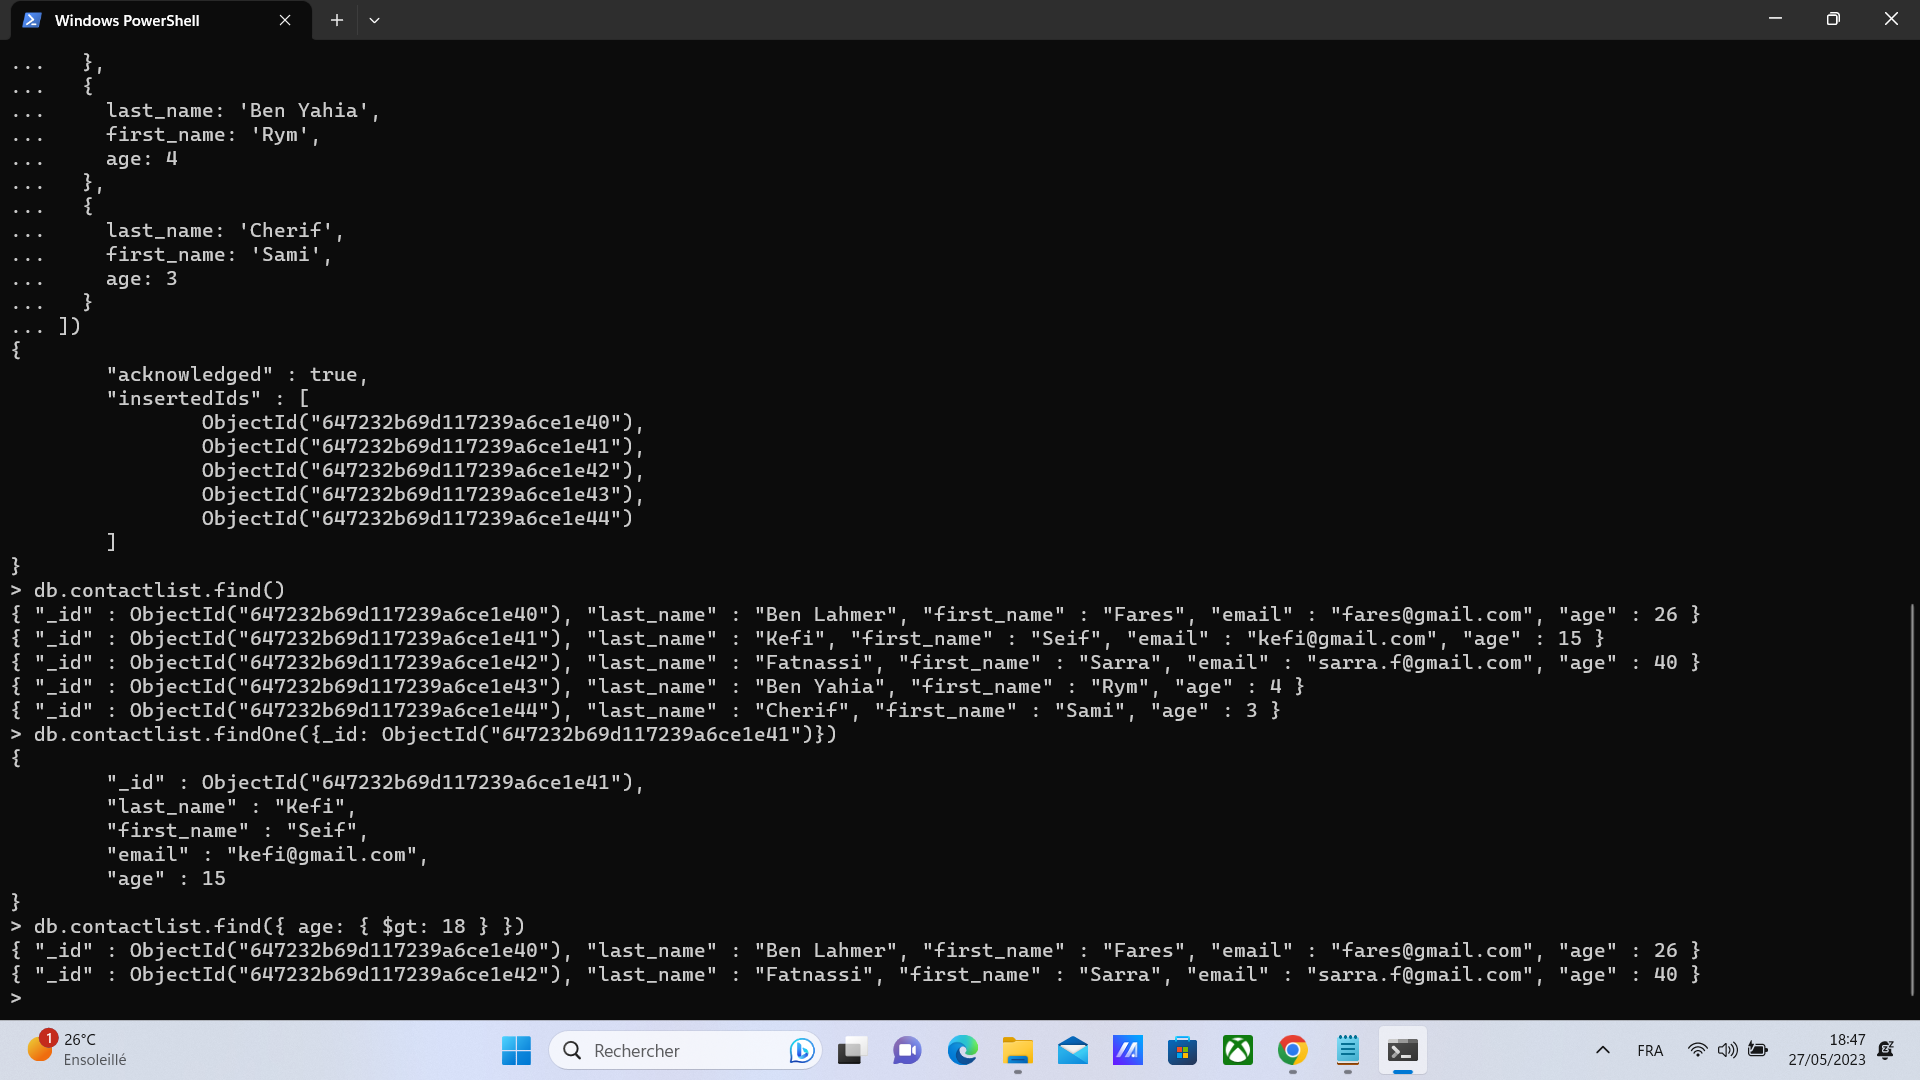 Windows PowerShell
...   },
...   {
...     last_name: 'Ben Yahia',
...     first_name: 'Rym',
...     age: 4
...   },
...   {
...     last_name: 'Cherif',
...     first_name: 'Sami',
...     age: 3
...   }
... ])
{
        "acknowledged" : true,
        "insertedIds" : [
                ObjectId("647232b69d117239a6ce1e40"),
                ObjectId("647232b69d117239a6ce1e41"),
                ObjectId("647232b69d117239a6ce1e42"),
                ObjectId("647232b69d117239a6ce1e43"),
                ObjectId("647232b69d117239a6ce1e44")
        ]
}
> db.contactlist.find()
{ "_id" : ObjectId("647232b69d117239a6ce1e40"), "last_name" : "Ben Lahmer", "first_name" : "Fares", "email" : "fares@gmail.com", "age" : 26 }
{ "_id" : ObjectId("647232b69d117239a6ce1e41"), "last_name" : "Kefi", "first_name" : "Seif", "email" : "kefi@gmail.com", "age" : 15 }
{ "_id" : ObjectId("647232b69d117239a6ce1e42"), "last_name" : "Fatnassi", "first_name" : "Sarra", "email" : "sarra.f@gmail.com", "age" : 40 }
{ "_id" : ObjectId("647232b69d117239a6ce1e43"), "last_name" : "Ben Yahia", "first_name" : "Rym", "age" : 4 }
{ "_id" : ObjectId("647232b69d117239a6ce1e44"), "last_name" : "Cherif", "first_name" : "Sami", "age" : 3 }
> db.contactlist.findOne({_id: ObjectId("647232b69d117239a6ce1e41")})
{
        "_id" : ObjectId("647232b69d117239a6ce1e41"),
        "last_name" : "Kefi",
        "first_name" : "Seif",
        "email" : "kefi@gmail.com",
        "age" : 15
}
> db.contactlist.find({ age: { $gt: 18 } })
{ "_id" : ObjectId("647232b69d117239a6ce1e40"), "last_name" : "Ben Lahmer", "first_name" : "Fares", "email" : "fares@gmail.com", "age" : 26 }
{ "_id" : ObjectId("647232b69d117239a6ce1e42"), "last_name" : "Fatnassi", "first_name" : "Sarra", "email" : "sarra.f@gmail.com", "age" : 40 }
>
1
26°C
Ensoleillé
Rechercher
FRA
18:47
27/05/2023